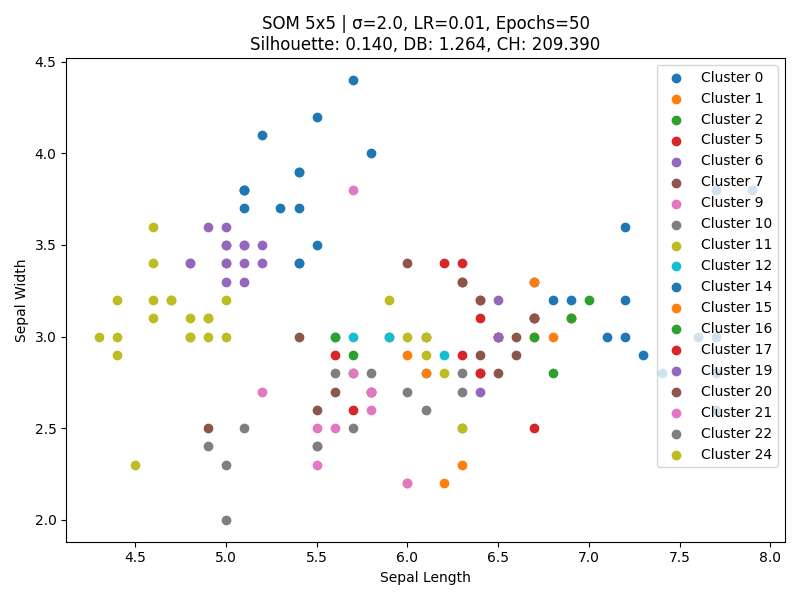 SOM 5x5 | σ=2.0, LR=0.01, Epochs=50
Silhouette: 0.140, DB: 1.264, CH: 209.390
4.5
4.0
3.5
3.0
2.5
2.0
Sepal Width
Cluster 0
Cluster 1
Cluster 2
Cluster 5
Cluster 6
Cluster 7
Cluster 9
Cluster 10
Cluster 11
Cluster 12
Cluster 14
Cluster 15
Cluster 16
Cluster 17
Cluster 19
Cluster 20
Cluster 21
Cluster 22
Cluster 24
4.5 5.0 5.5 6.0 6.5 7.0 7.5 8.0
Sepal Length